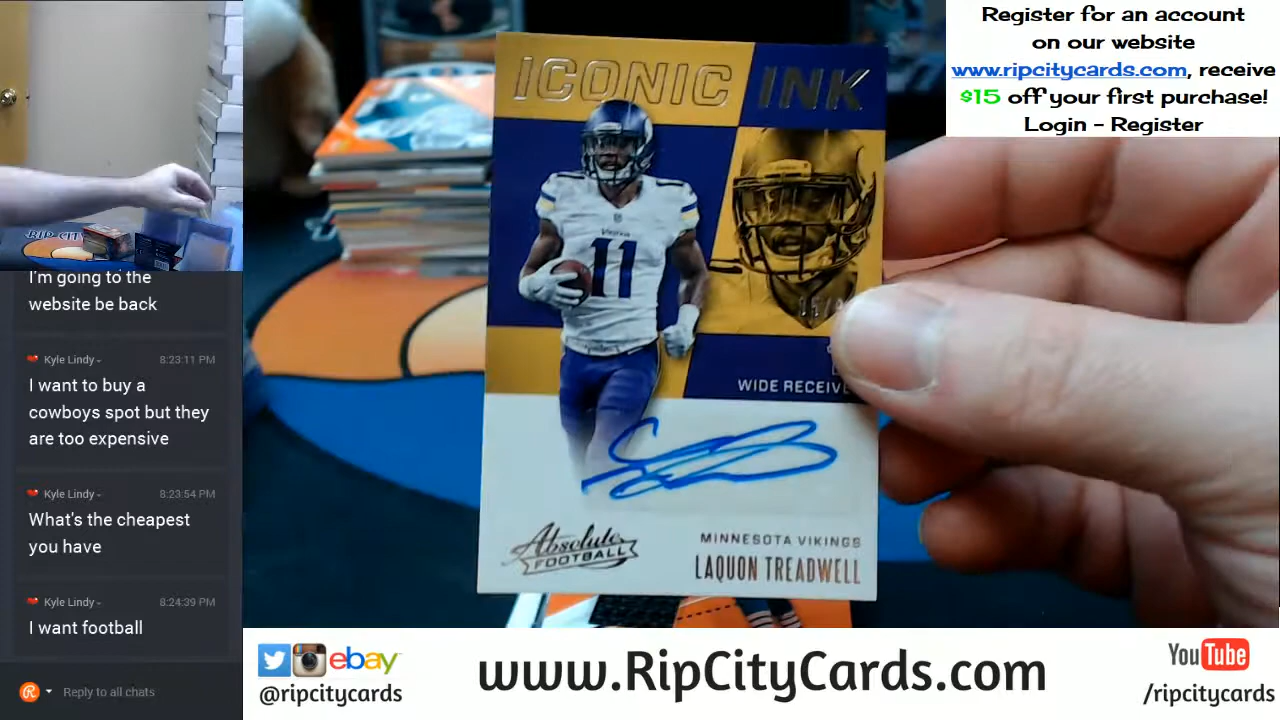 Register for an account
on our website
www.ripcitycards.com, receive
$15 off your first purchase!
Login - Register
ICONIC INK
11
11
VIKINGS
WIDE RECEIVE
Absolute
FOOTBALL
MINNESOTA VIKINGS
LAQUON TREADWELL
RIP CITY
I'm going to the
website be back
Kyle Lindy 8:23:11 PM
I want to buy a
cowboys spot but they
are too expensive
Kyle Lindy 8:23:54 PM
What's the cheapest
you have
Kyle Lindy 8:24:39 PM
I want football
R Reply to all chats
ebay
@ripcitycards
www.RipCityCards.com
YouTube
/ripcitycards